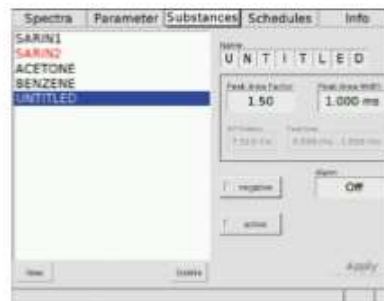 Spectra Parameter Substances Schedules Info
SARIN1
SARIN2
ACETONE
BENZENE
UNTITLED
Name
U N T I T L E D
Peak Area Factor Peak Area Width
1.50 1.000 ms
negative
Alarm
Off
active
New Delete Apply